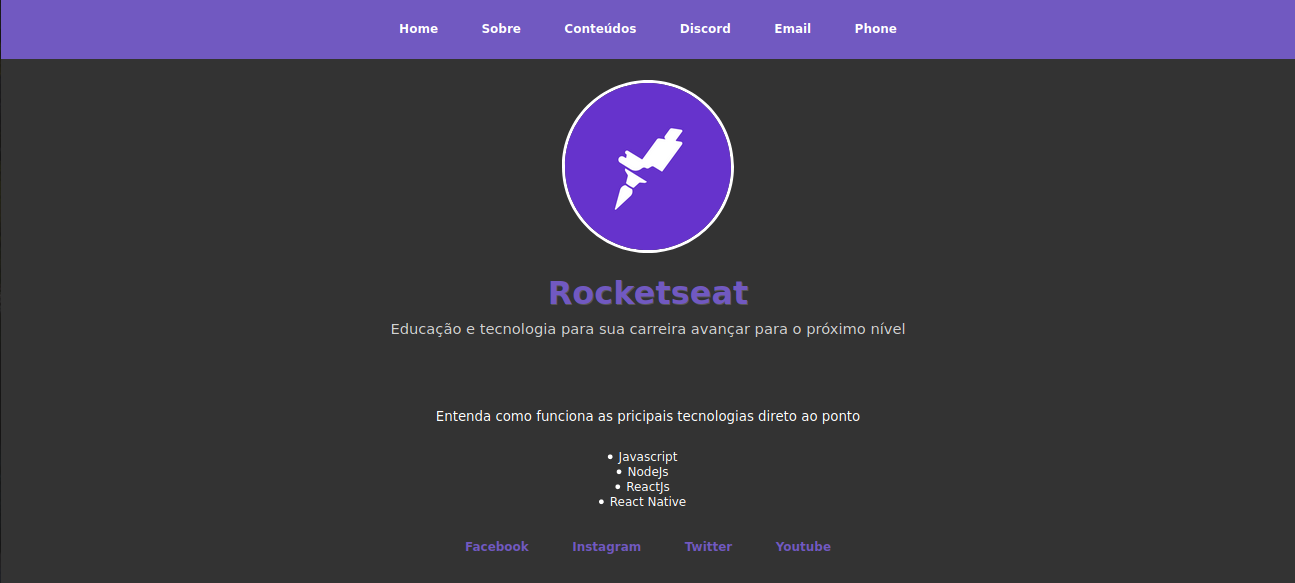 Home Sobre Conteúdos Discord Email Phone
Rocketseat
Educação e tecnologia para sua carreira avançar para o próximo nível
Entenda como funciona as pricipais tecnologias direto ao ponto
• Javascript
• NodeJs
• ReactJs
• React Native
Facebook Instagram Twitter Youtube